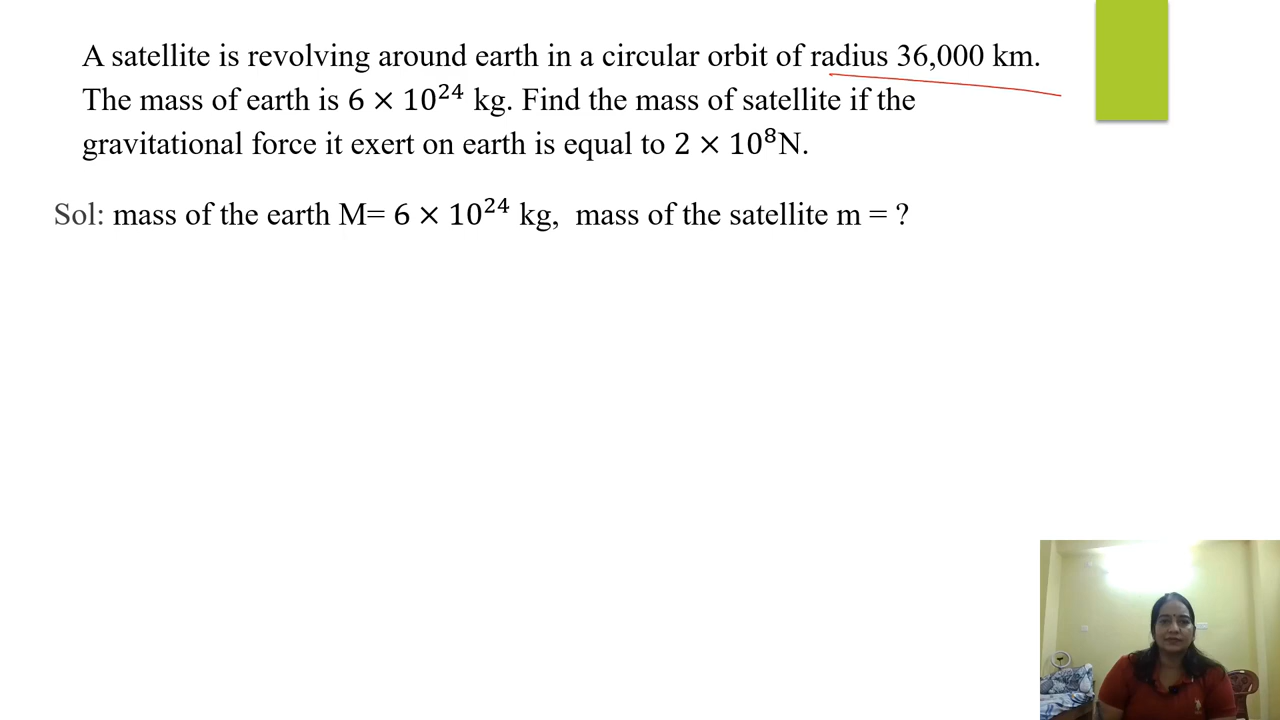 A satellite is revolving around earth in a circular orbit of radius 36,000 km.
The mass of earth is 6 × 10²⁴ kg. Find the mass of satellite if the
gravitational force it exert on earth is equal to 2 × 10⁸N.
Sol: mass of the earth M= 6 × 10²⁴ kg,  mass of the satellite m = ?